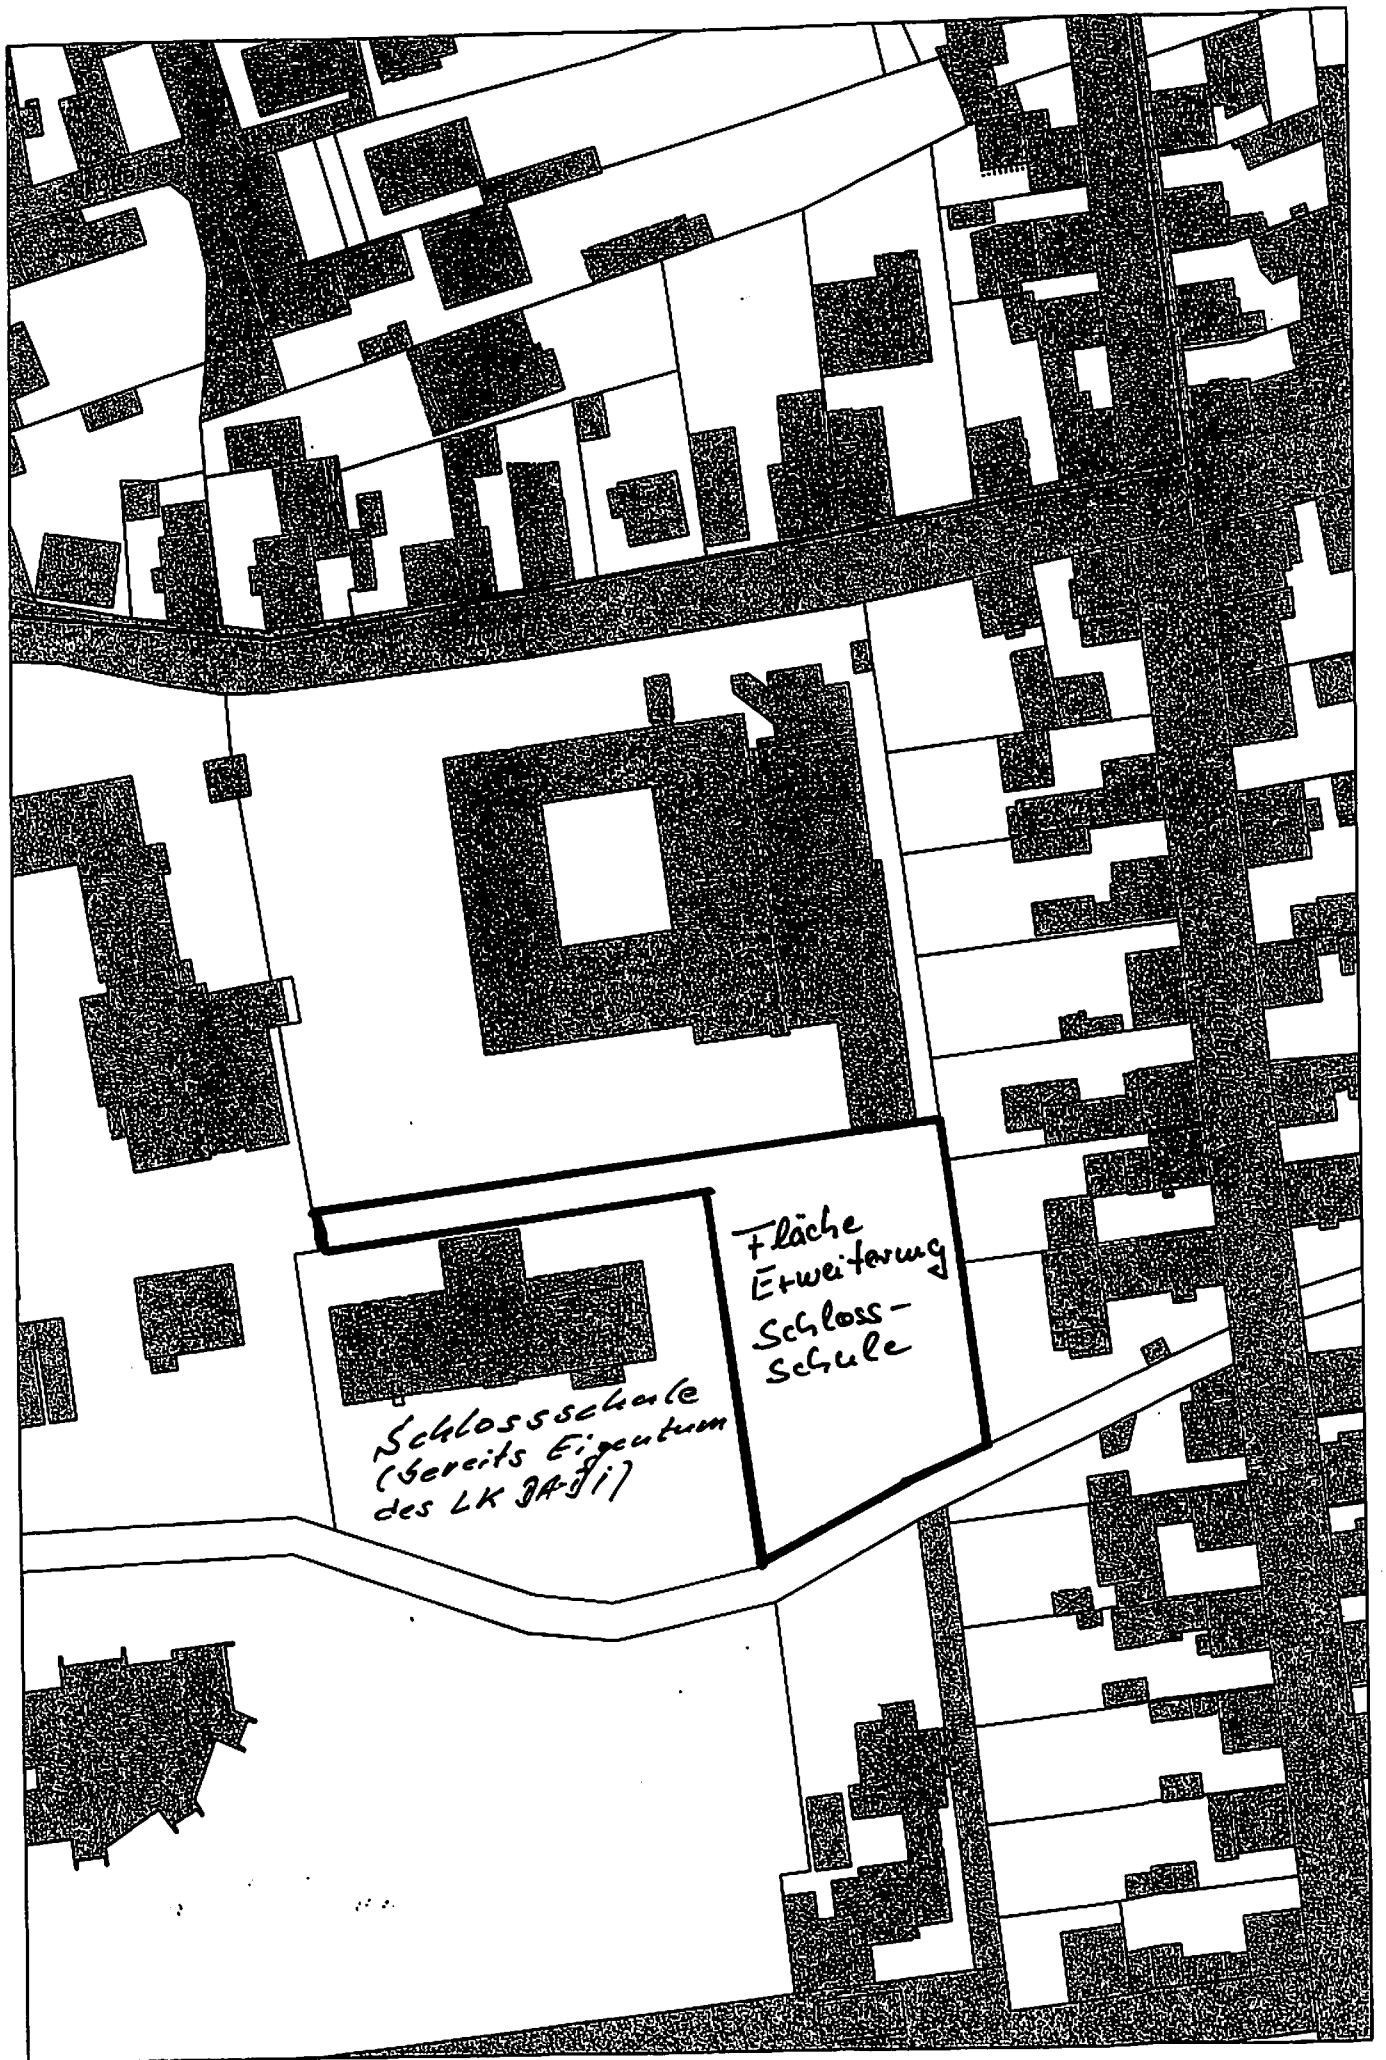 Fläche
Erweiterung
Schloss-
schule
Schlossschule
(bereits Eigentum
des LK DA-Di)